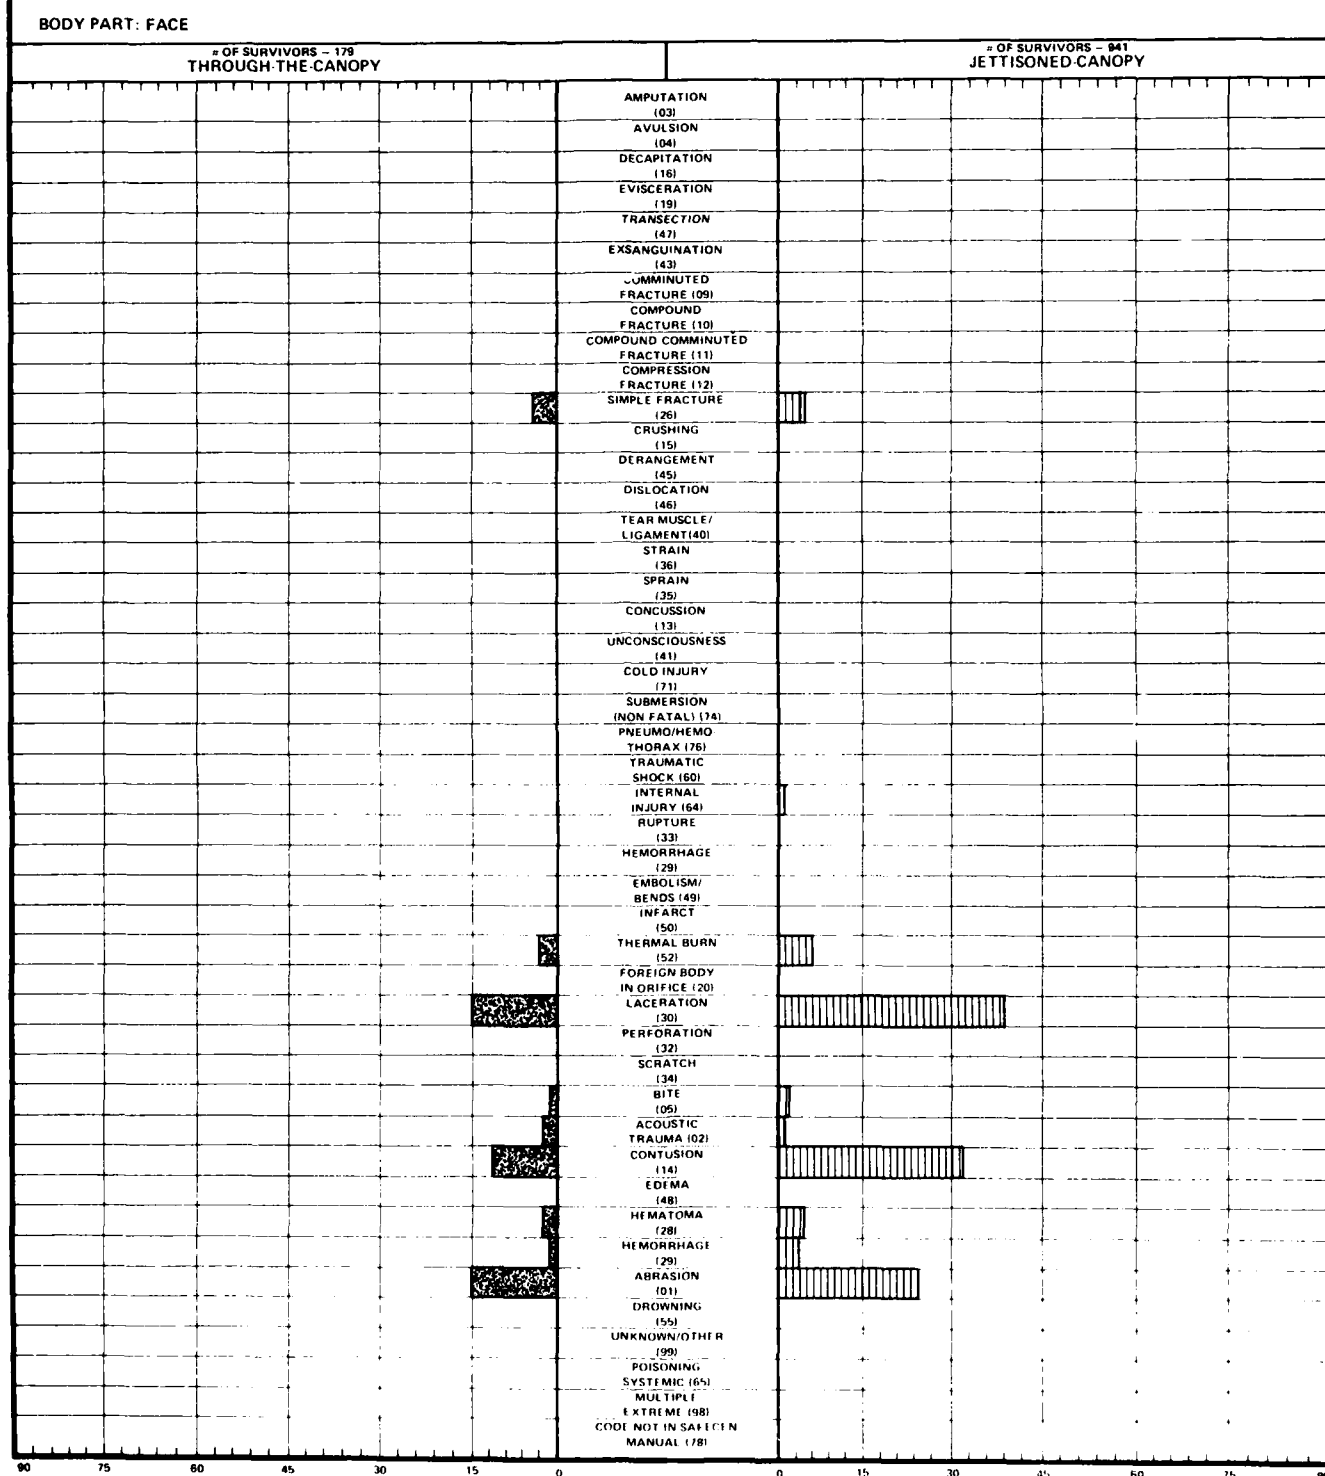 BODY PART: FACE
# OF SURVIVORS – 179
THROUGH-THE-CANOPY
# OF SURVIVORS – 941
JETTISONED-CANOPY
AMPUTATION
(03)
AVULSION
(04)
DECAPITATION
(16)
EVISCERATION
(19)
TRANSECTION
(47)
EXSANGUINATION
(43)
COMMINUTED
FRACTURE (09)
COMPOUND
FRACTURE (10)
COMPOUND COMMINUTED
FRACTURE (11)
COMPRESSION
FRACTURE (12)
SIMPLE FRACTURE
(26)
CRUSHING
(15)
DERANGEMENT
(45)
DISLOCATION
(46)
TEAR MUSCLE/
LIGAMENT (40)
STRAIN
(36)
SPRAIN
(35)
CONCUSSION
(13)
UNCONSCIOUSNESS
(41)
COLD INJURY
(71)
SUBMERSION
(NON FATAL) (74)
PNEUMO/HEMO
THORAX (76)
TRAUMATIC
SHOCK (60)
INTERNAL
INJURY (64)
RUPTURE
(33)
HEMORRHAGE
(29)
EMBOLISM/
BENDS (49)
INFARCT
(50)
THERMAL BURN
(52)
FOREIGN BODY
IN ORIFICE (20)
LACERATION
(30)
PERFORATION
(32)
SCRATCH
(34)
BITE
(05)
ACOUSTIC
TRAUMA (02)
CONTUSION
(14)
EDEMA
(48)
HEMATOMA
(28)
HEMORRHAGE
(29)
ABRASION
(01)
DROWNING
(55)
UNKNOWN/OTHER
(99)
POISONING
SYSTEMIC (65)
MULTIPLE
EXTREME (98)
CODE NOT IN SAFECEN
MANUAL (78)
90 75 60 45 30 15 0 0 15 30 45 60 75 90